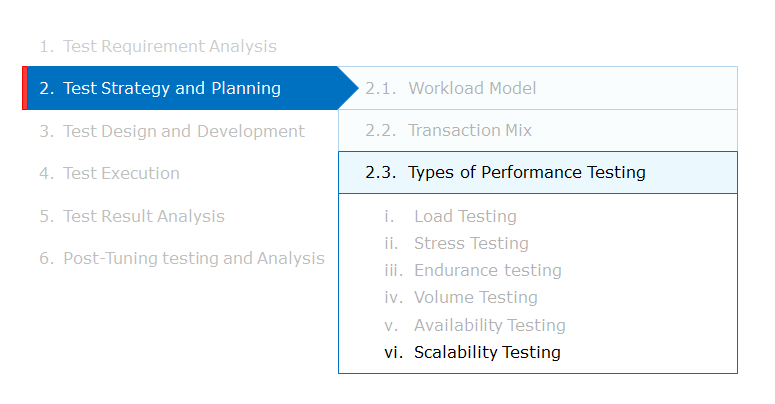 1. Test Requirement Analysis
2. Test Strategy and Planning
3. Test Design and Development
4. Test Execution
5. Test Result Analysis
6. Post-Tuning testing and Analysis
2.1. Workload Model
2.2. Transaction Mix
2.3. Types of Performance Testing
i. Load Testing
ii. Stress Testing
iii. Endurance testing
iv. Volume Testing
v. Availability Testing
vi. Scalability Testing